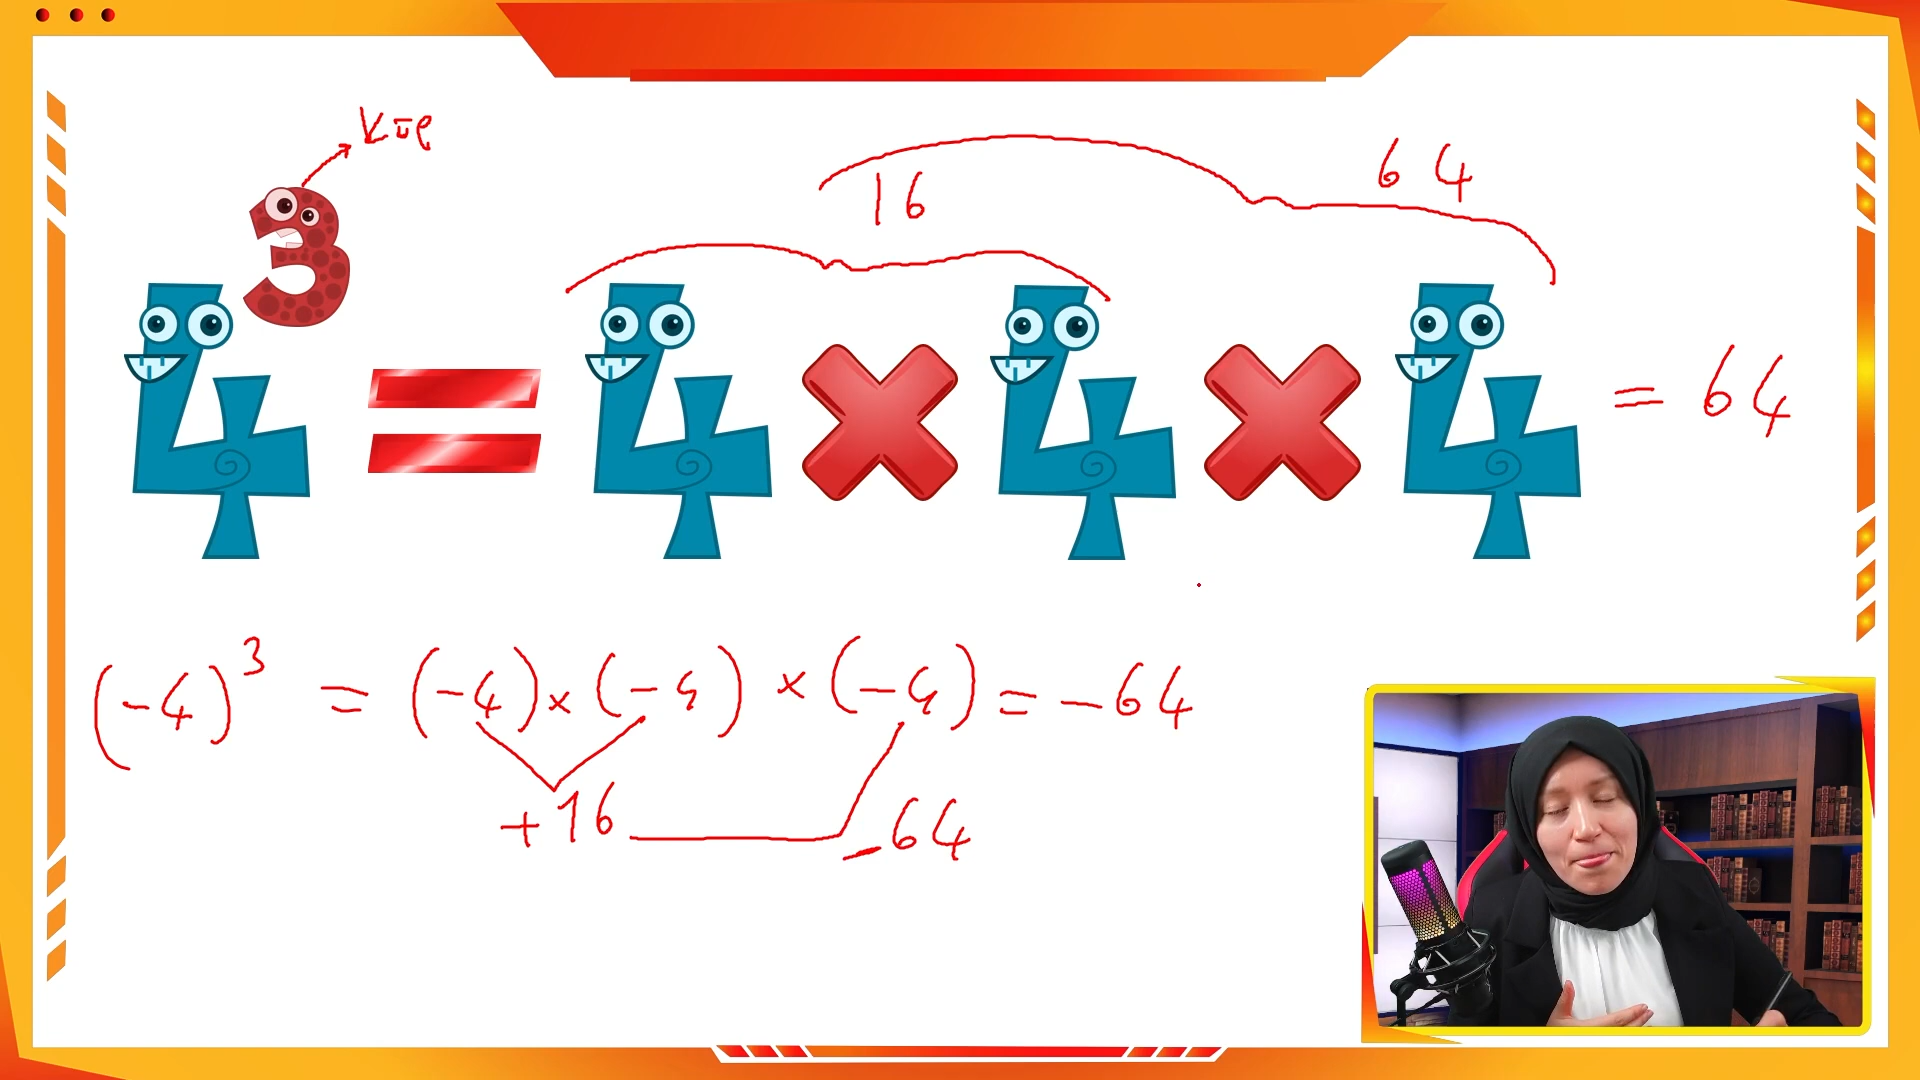 küp
16
64
4³ = 4 × 4 × 4 = 64
(-4)³ = (-4) × (-4) × (-4) = -64
+16
-64